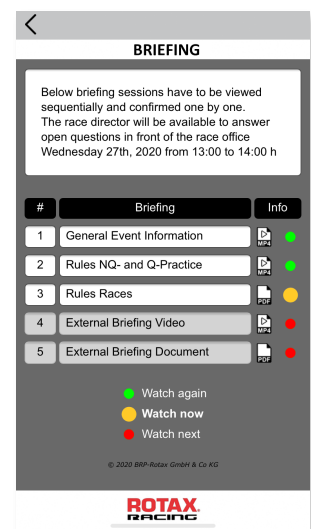 BRIEFING
Below briefing sessions have to be viewed
sequentially and confirmed one by one.
The race director will be available to answer
open questions in front of the race office
Wednesday 27th, 2020 from 13:00 to 14:00 h
# Briefing Info
1 General Event Information MP4
2 Rules NQ- and Q-Practice MP4
3 Rules Races PDF
4 External Briefing Video MP4
5 External Briefing Document PDF
Watch again
Watch now
Watch next
© 2020 BRP-Rotax GmbH & Co KG
ROTAX.
RACING